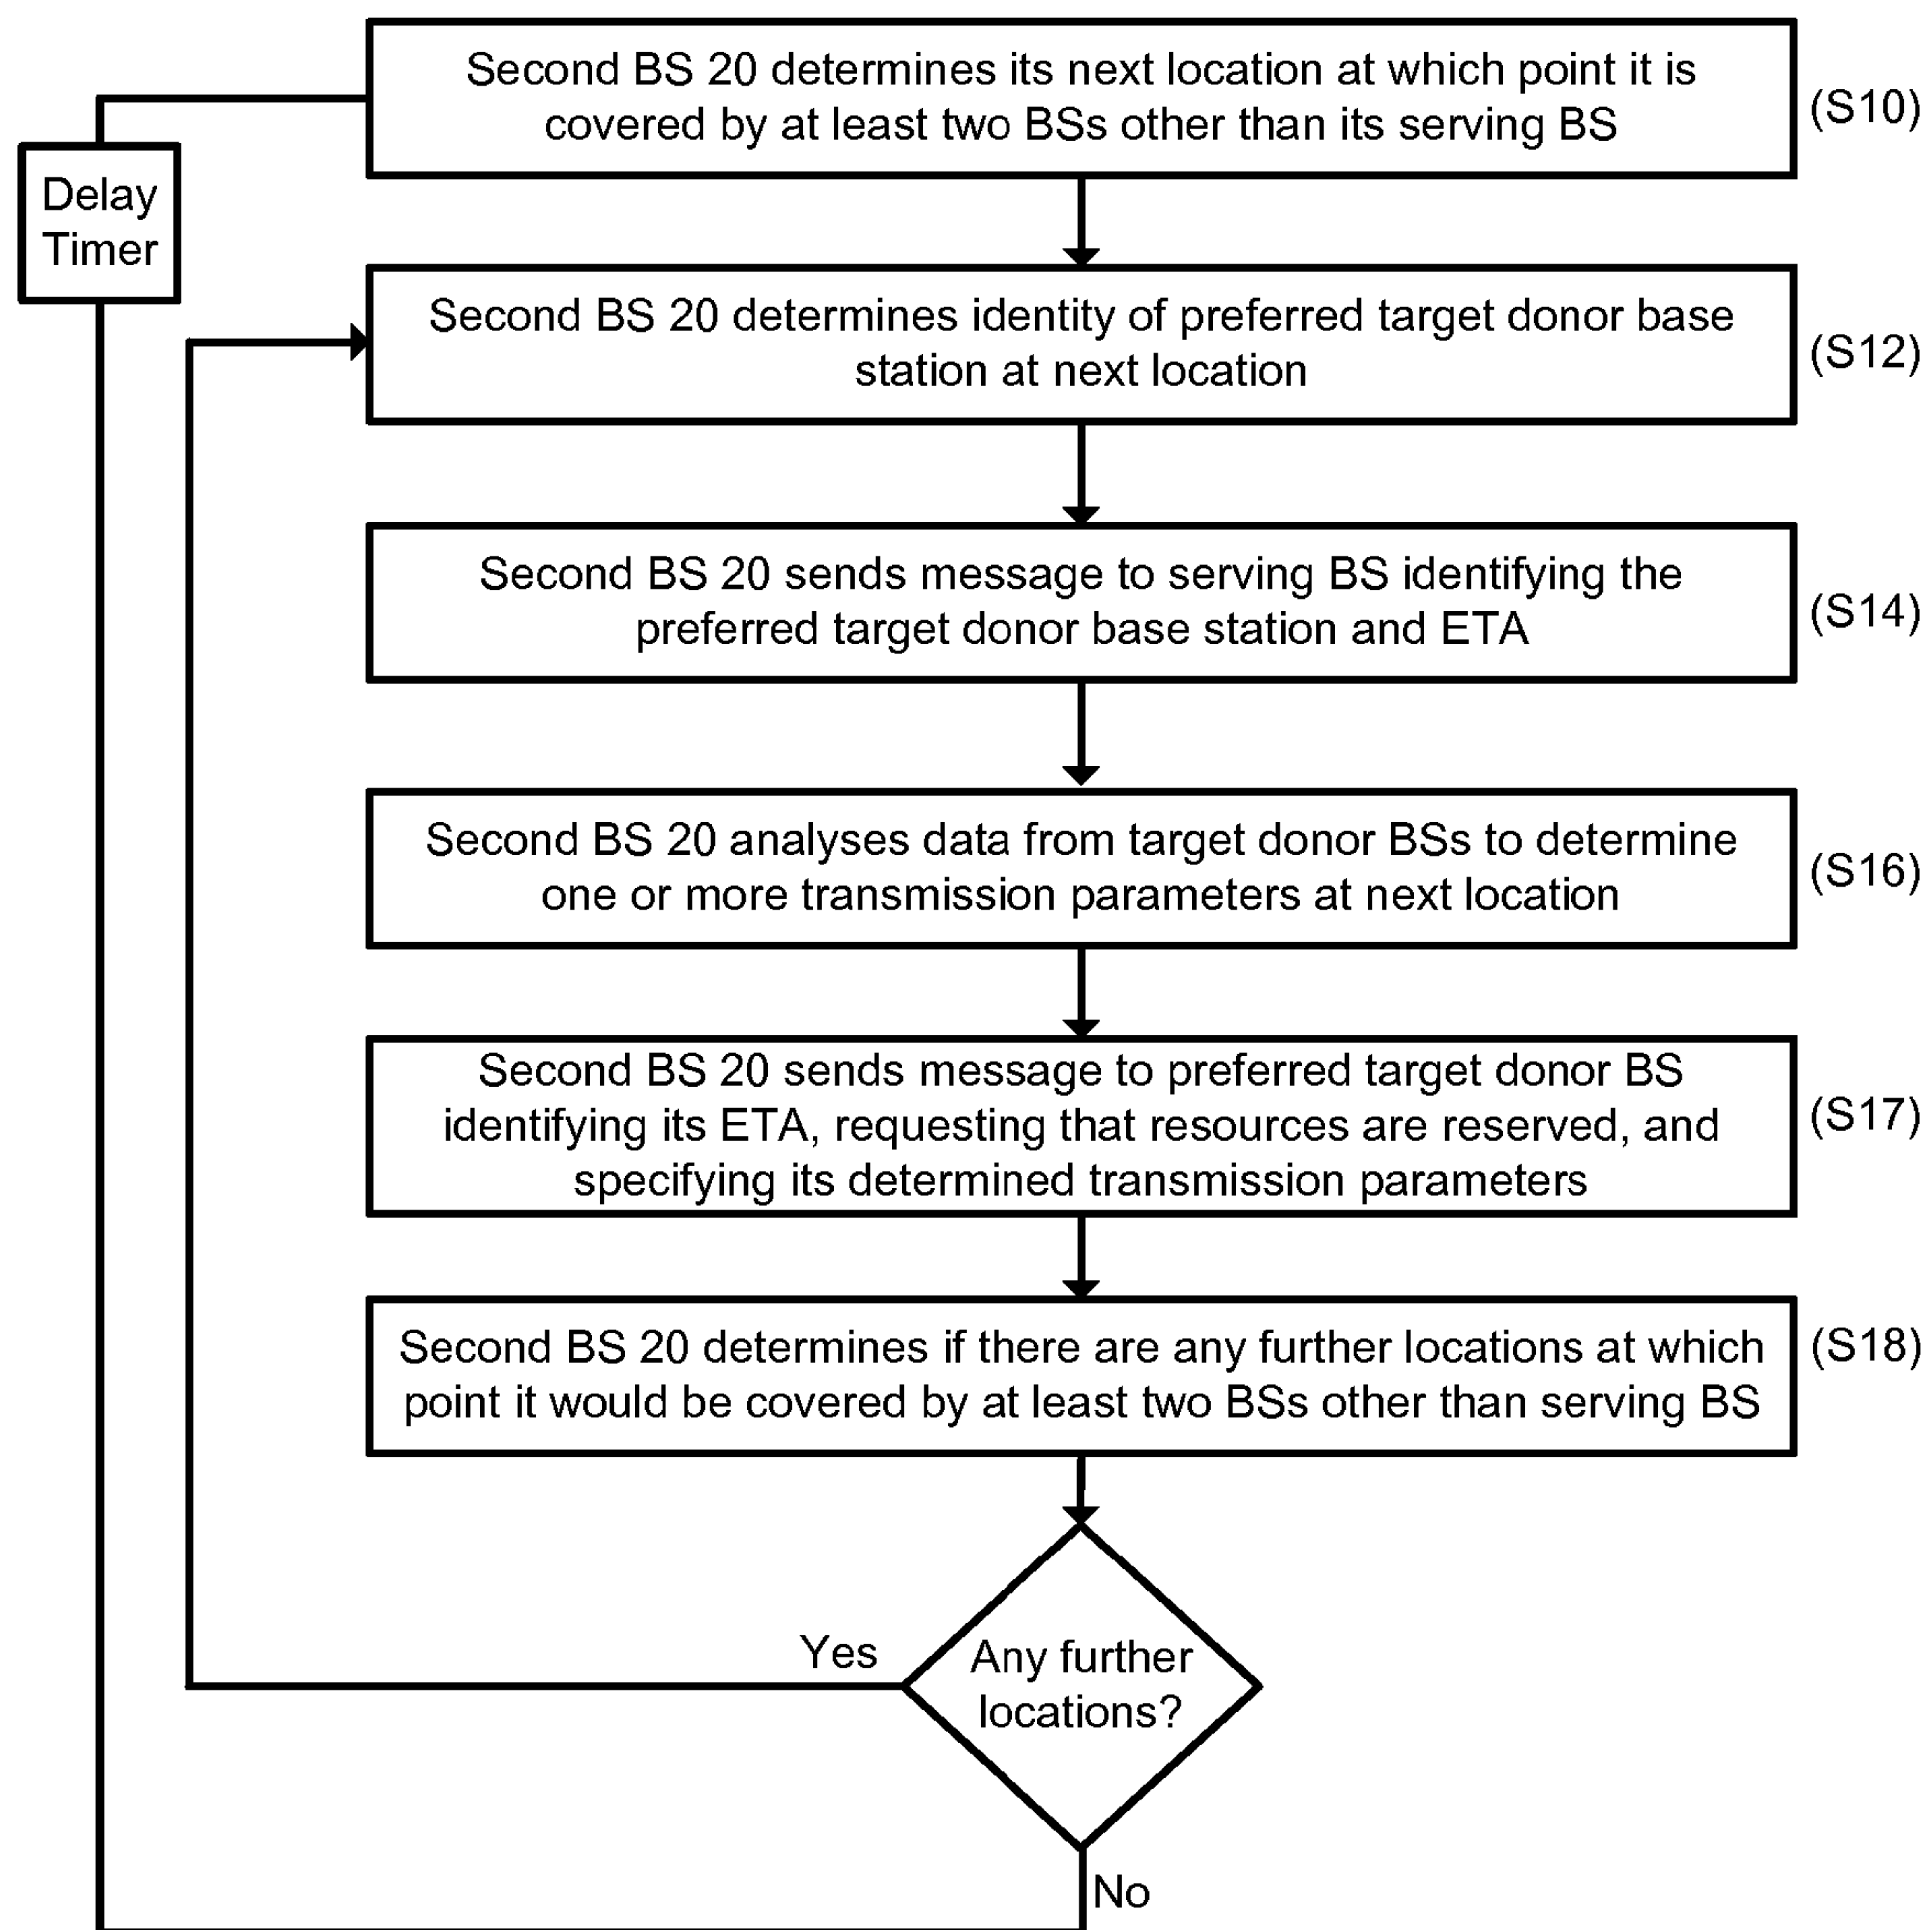 Second BS 20 determines its next location at which point it is
covered by at least two BSs other than its serving BS
(S10)
Delay
Timer
Second BS 20 determines identity of preferred target donor base
station at next location
(S12)
Second BS 20 sends message to serving BS identifying the
preferred target donor base station and ETA
(S14)
Second BS 20 analyses data from target donor BSs to determine
one or more transmission parameters at next location
(S16)
Second BS 20 sends message to preferred target donor BS
identifying its ETA, requesting that resources are reserved, and
specifying its determined transmission parameters
(S17)
Second BS 20 determines if there are any further locations at which
point it would be covered by at least two BSs other than serving BS
(S18)
Yes
Any further
locations?
No